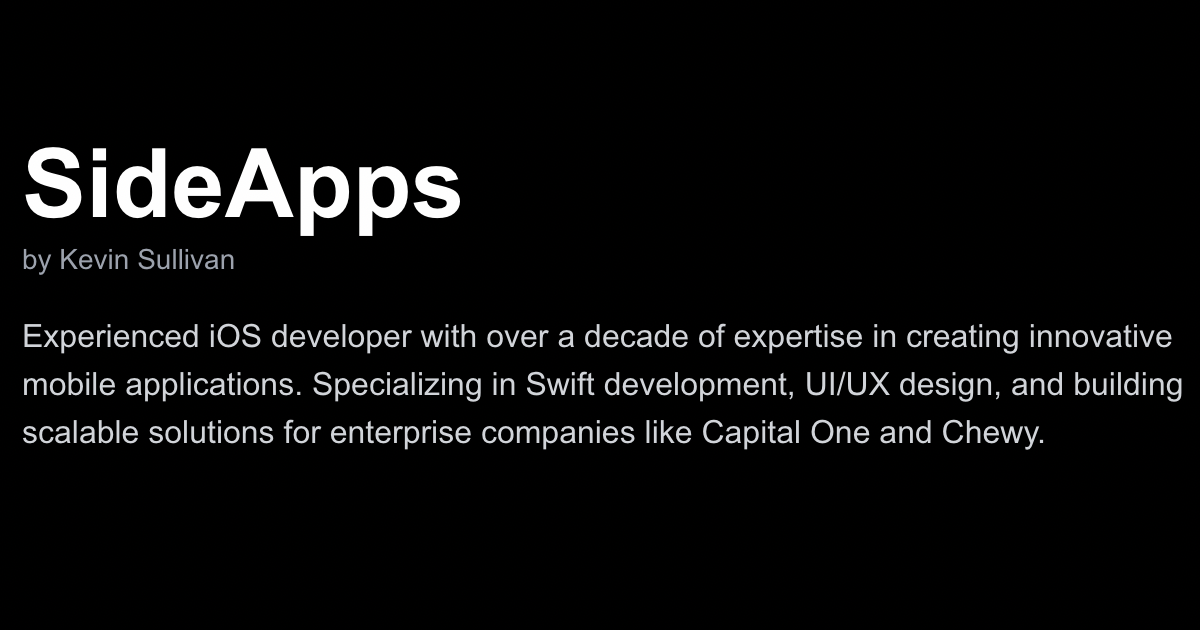 SideApps
by Kevin Sullivan
Experienced iOS developer with over a decade of expertise in creating innovative
mobile applications. Specializing in Swift development, UI/UX design, and building
scalable solutions for enterprise companies like Capital One and Chewy.